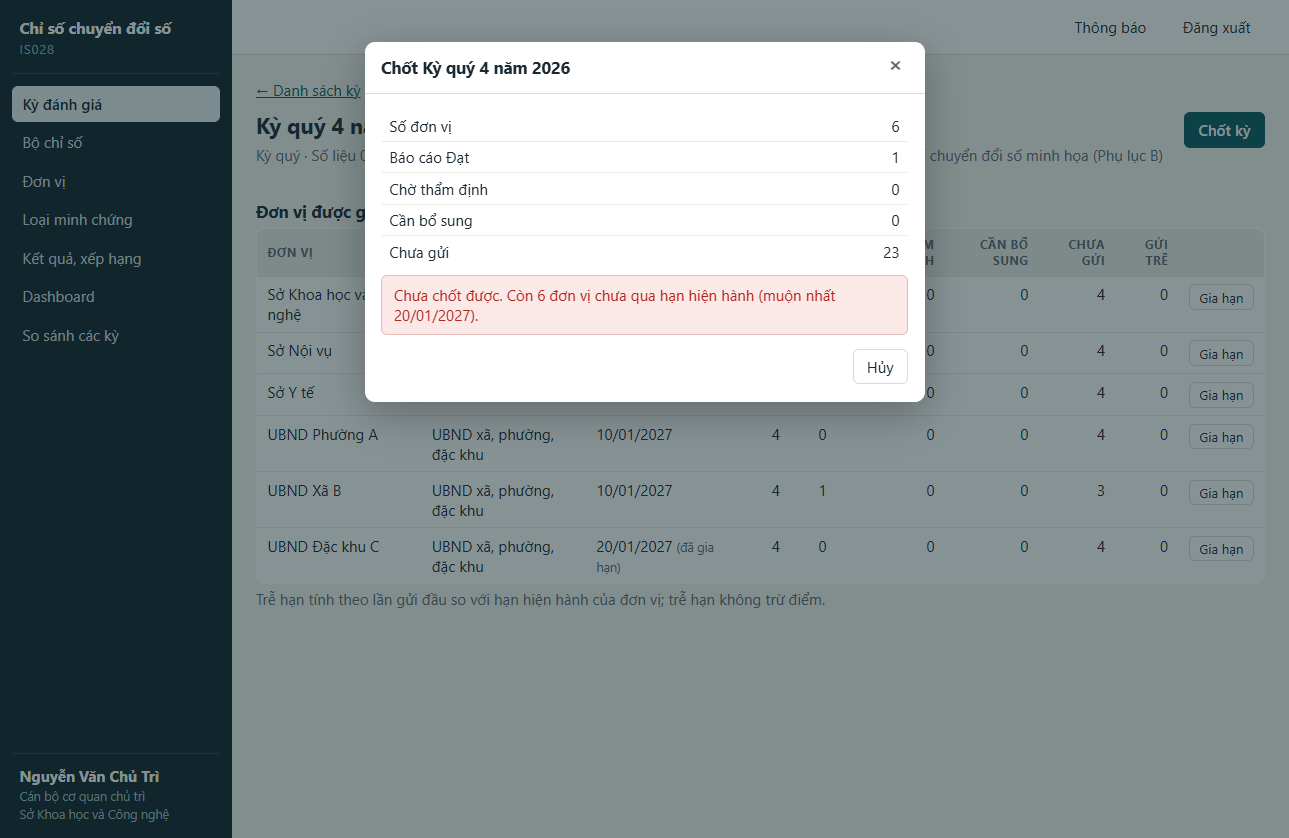 Chỉ số chuyển đổi số
IS028
Kỳ đánh giá
Bộ chỉ số
Đơn vị
Loại minh chứng
Kết quả, xếp hạng
Dashboard
So sánh các kỳ
Nguyễn Văn Chủ Trì
Cán bộ cơ quan chủ trì
Sở Khoa học và Công nghệ
Thông báo
Đăng xuất
← Danh sách kỳ
Kỳ quý 4
Chốt kỳ
Kỳ quý · Số liệu
chuyển đổi số minh họa (Phụ lục B)
Đơn vị được
ĐƠN VỊ
CẦN BỔ SUNG
CHƯA GỬI
GỬI TRỄ
Sở Khoa học
nghệ
0 0 4 0 Gia hạn
Sở Nội vụ
0 0 4 0 Gia hạn
Sở Y tế
0 0 4 0 Gia hạn
UBND Phường A UBND xã, phường, 10/01/2027 4 0 0 0 4 0 Gia hạn
đặc khu
UBND Xã B UBND xã, phường, 10/01/2027 4 1 0 0 3 0 Gia hạn
đặc khu
UBND Đặc khu C UBND xã, phường, 20/01/2027 (đã gia 4 0 0 0 4 0 Gia hạn
đặc khu hạn)
Trễ hạn tính theo lần gửi đầu so với hạn hiện hành của đơn vị; trễ hạn không trừ điểm.
Chốt Kỳ quý 4 năm 2026
×
Số đơn vị 6
Báo cáo Đạt 1
Chờ thẩm định 0
Cần bổ sung 0
Chưa gửi 23
Chưa chốt được. Còn 6 đơn vị chưa qua hạn hiện hành (muộn nhất
20/01/2027).
Hủy